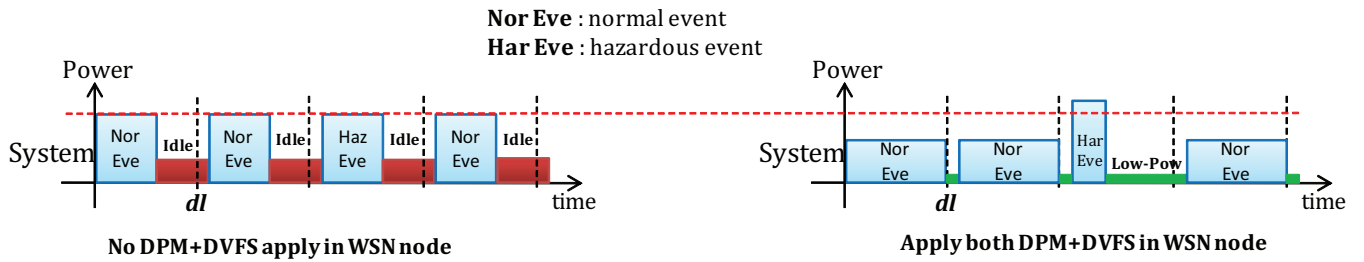 Nor Eve : normal event
Har Eve : hazardous event
Power
System
Nor
Eve
Idle
Nor
Eve
Idle
Haz
Eve
Idle
Nor
Eve
Idle
dl
time
No DPM+DVFS apply in WSN node
Power
System
Nor
Eve
Nor
Eve
Har
Eve
Low-Pow
Nor
Eve
dl
time
Apply both DPM+DVFS in WSN node